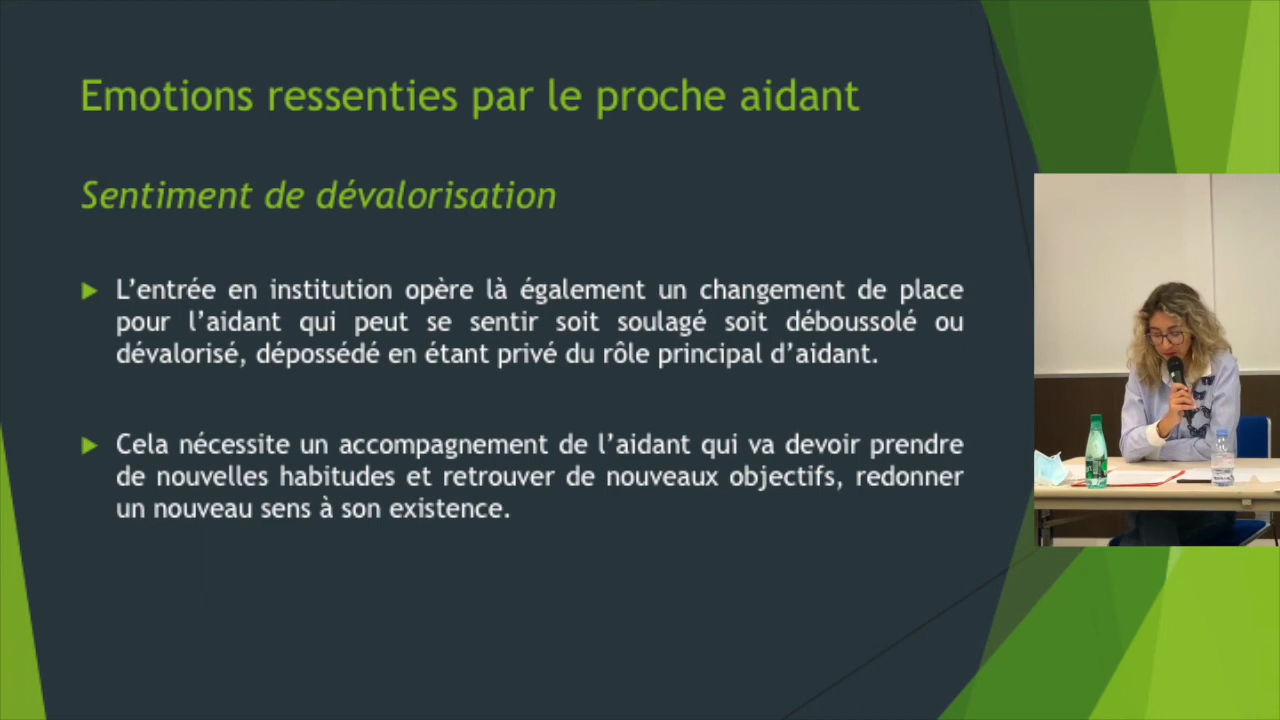 Emotions ressenties par le proche aidant
Sentiment de dévalorisation
L’entrée en institution opère là également un changement de place
pour l’aidant qui peut se sentir soit soulagé soit déboussolé ou
dévalorisé, dépossédé en étant privé du rôle principal d’aidant.
Cela nécessite un accompagnement de l’aidant qui va devoir prendre
de nouvelles habitudes et retrouver de nouveaux objectifs, redonner
un nouveau sens à son existence.